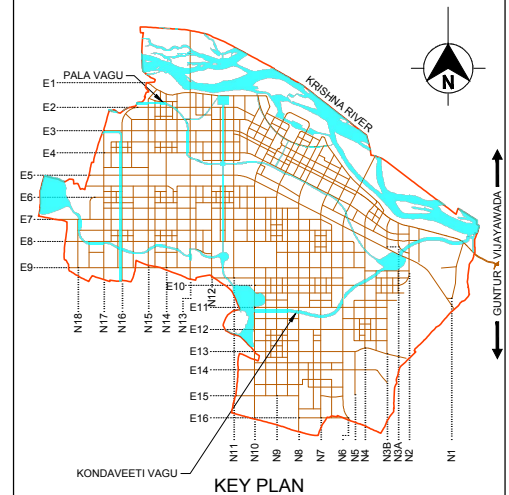 PALA VAGU
KRISHNA RIVER
N
E1
E2
E3
E4
E5
E6
E7
E8
E9
E10
E11
E12
E13
E14
E15
E16
N18
N17
N16
N15
N14
N13
N12
N11
N10
N9
N8
N7
N6
N5
N4
N3B
N3A
N2
N1
GUNTUR - VIJAYAWADA
KONDAVEETI VAGU
KEY PLAN